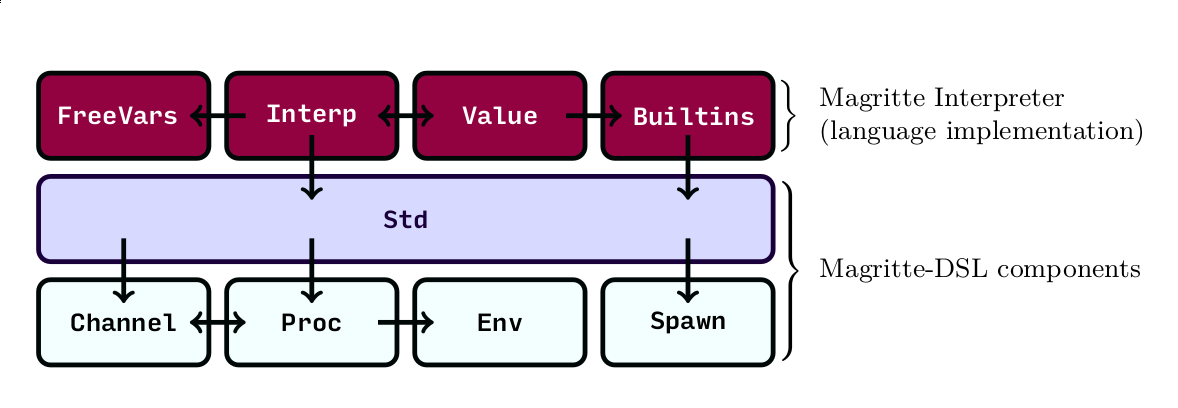 FreeVars Interp Value Builtins
Magritte Interpreter
(language implementation)
Std
Magritte-DSL components
Channel Proc Env Spawn